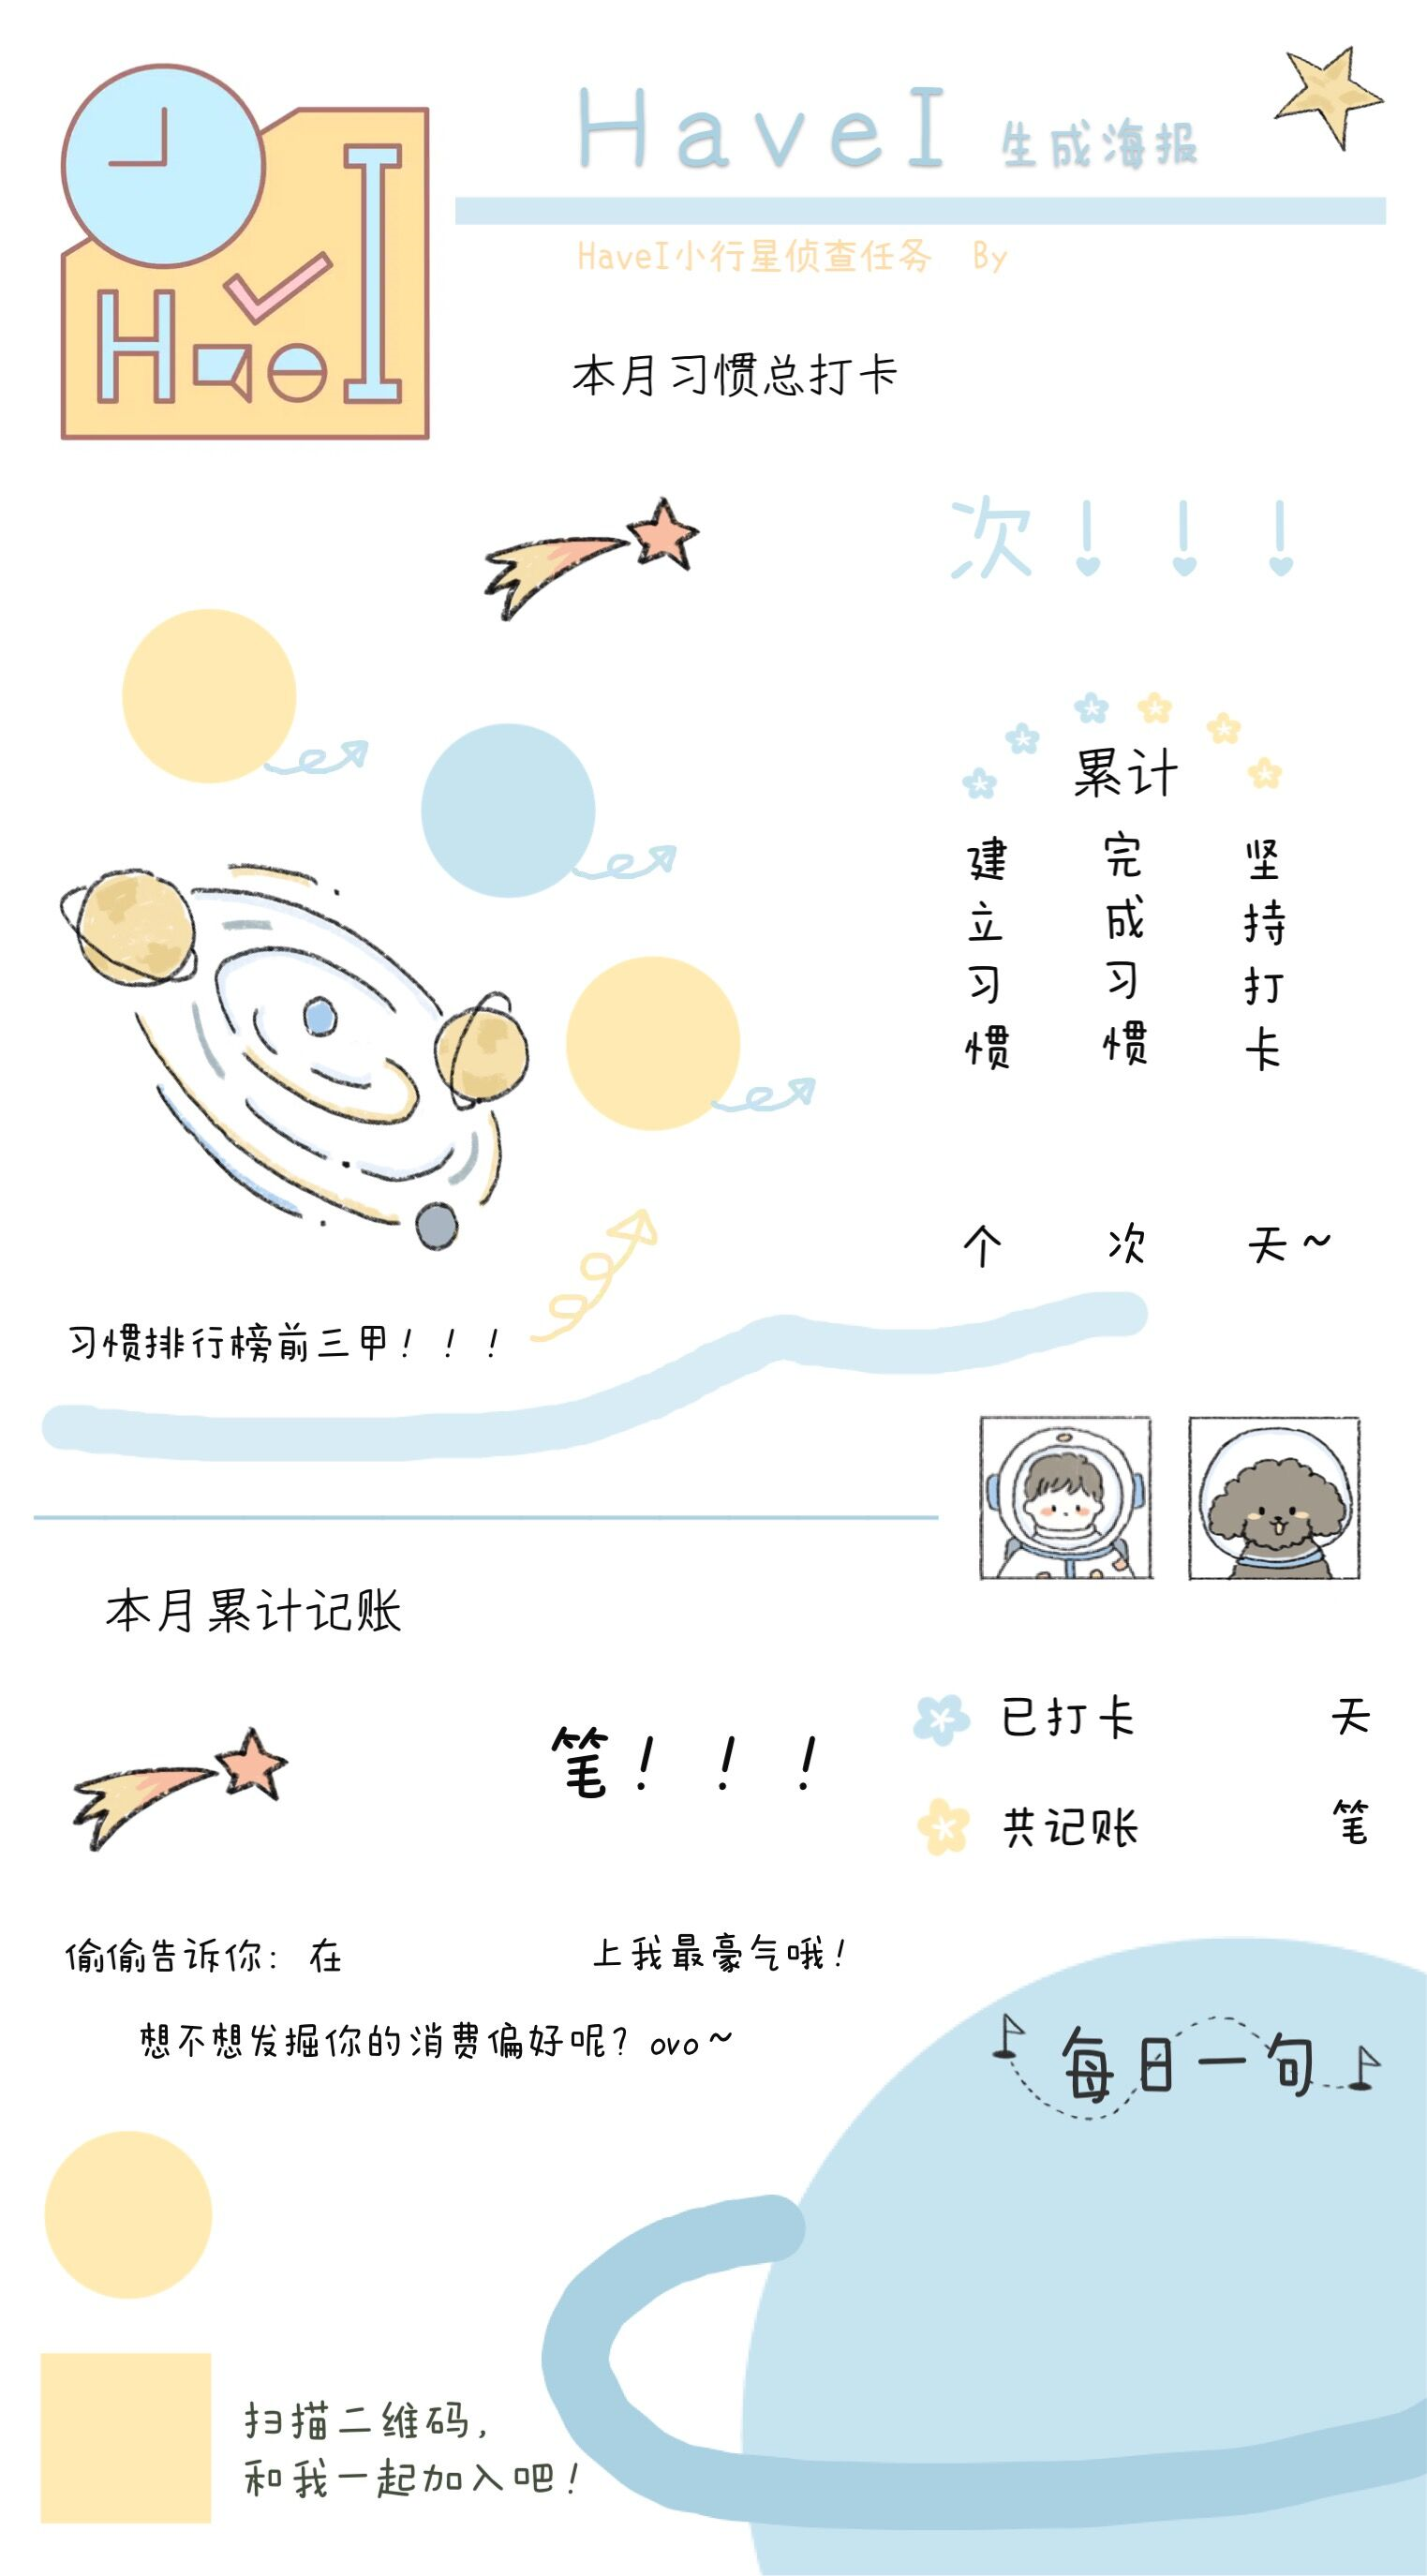 HaveI 生成海报
HaveI小行星侦查任务 By
本月习惯总打卡
次！！！
累计
建立习惯
完成习惯
坚持打卡
个 次 天~
习惯排行榜前三甲！！！
本月累计记账
笔！！！
已打卡 天
共记账 笔
偷偷告诉你：在 上我最豪气哦！
想不想发掘你的消费偏好呢？ovo~
每日一句
扫描二维码，
和我一起加入吧！